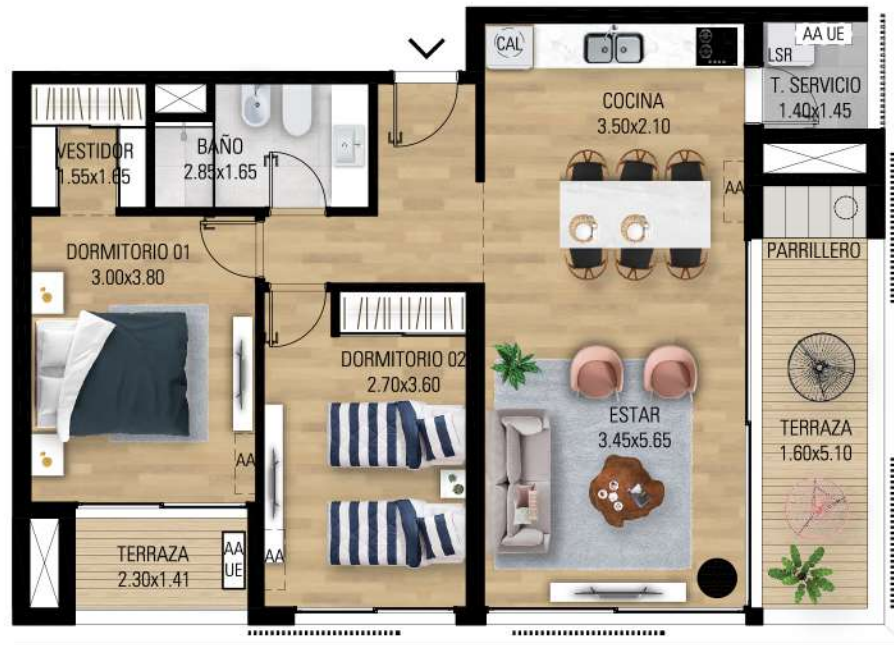 CAL
AA UE
LSR
T. SERVICIO
1.40x1.45
COCINA
3.50x2.10
VESTIDOR
1.55x1.65
BAÑO
2.85x1.65
AA
DORMITORIO 01
3.00x3.80
PARRILLERO
DORMITORIO 02
2.70x3.60
ESTAR
3.45x5.65
TERRAZA
1.60x5.10
AA
TERRAZA
2.30x1.41
AA
UE
AA